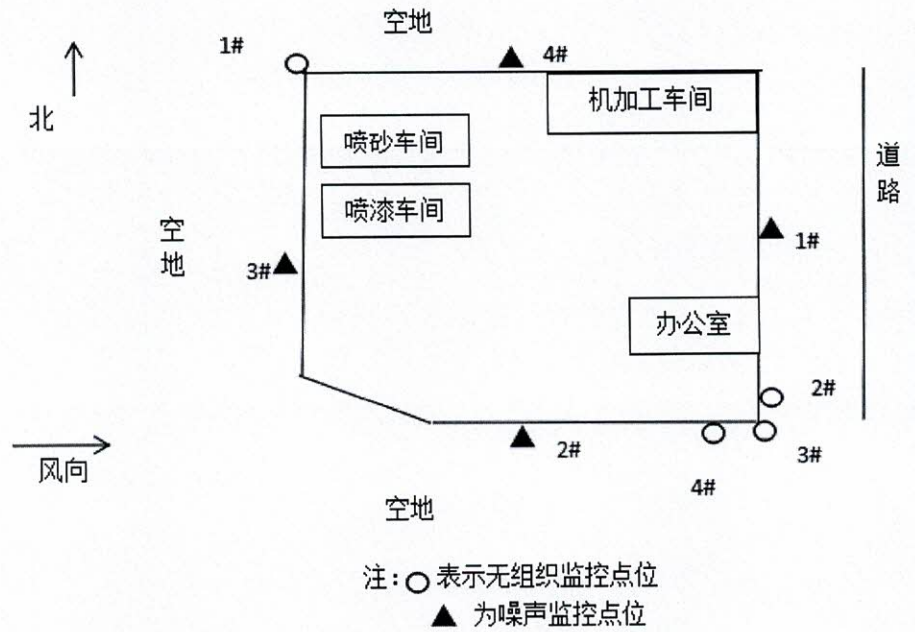 空地
1#
4#
北
机加工车间
喷砂车间
道路
喷漆车间
空地
1#
3#
办公室
2#
风向
2#
3#
4#
空地
注：○表示无组织监控点位
▲为噪声监控点位